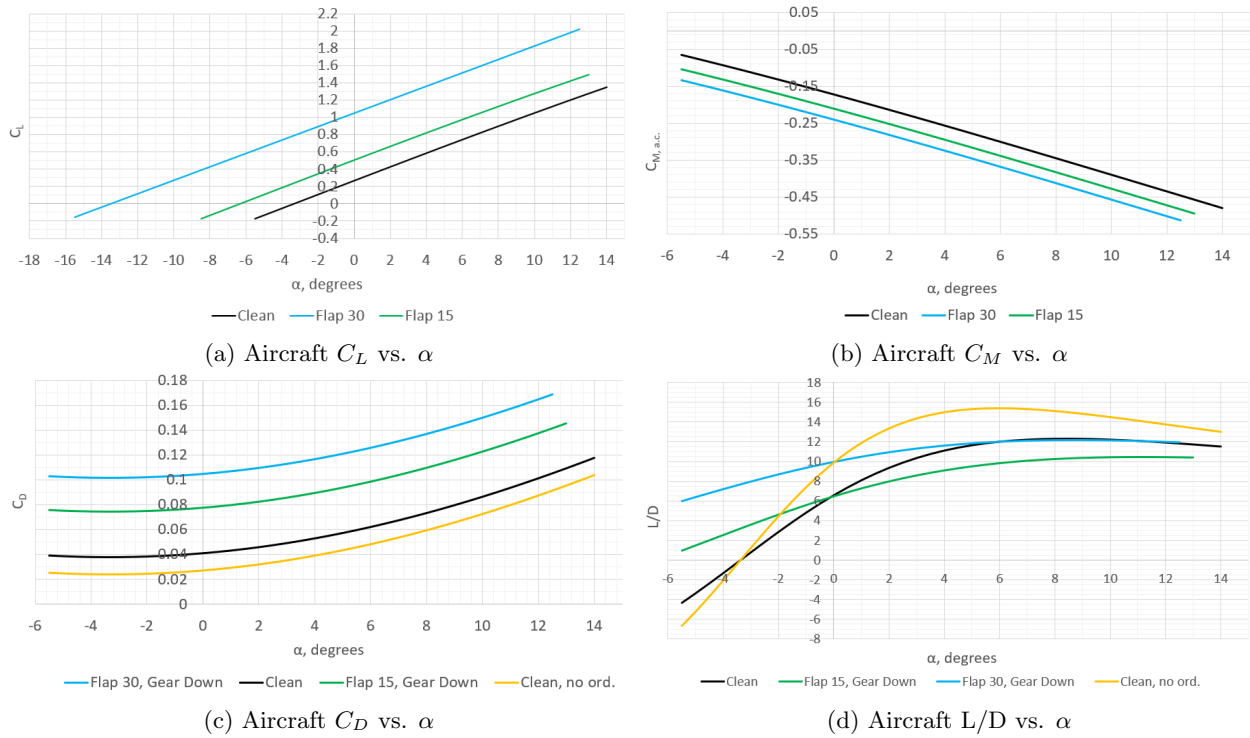 2.2
2
1.8
1.6
1.4
1.2
1
0.8
0.6
0.4
0.2
0
-0.2
-0.4
C_L
-18 -16 -14 -12 -10 -8 -6 -4 -2 0 2 4 6 8 10 12 14
α, degrees
Clean Flap 30 Flap 15
(a) Aircraft C_L vs. α
0.05
-0.05
-0.15
-0.25
-0.35
-0.45
-0.55
C_M, a.c.
-6 -4 -2 0 2 4 6 8 10 12 14
α, degrees
Clean Flap 30 Flap 15
(b) Aircraft C_M vs. α
0.18
0.16
0.14
0.12
0.1
0.08
0.06
0.04
0.02
0
C_D
-6 -4 -2 0 2 4 6 8 10 12 14
α, degrees
Flap 30, Gear Down Clean Flap 15, Gear Down Clean, no ord.
(c) Aircraft C_D vs. α
18
16
14
12
10
8
6
4
2
0
-2
-4
-6
-8
L/D
-6 -4 -2 0 2 4 6 8 10 12 14
α, degrees
Clean Flap 15, Gear Down Flap 30, Gear Down Clean, no ord.
(d) Aircraft L/D vs. α